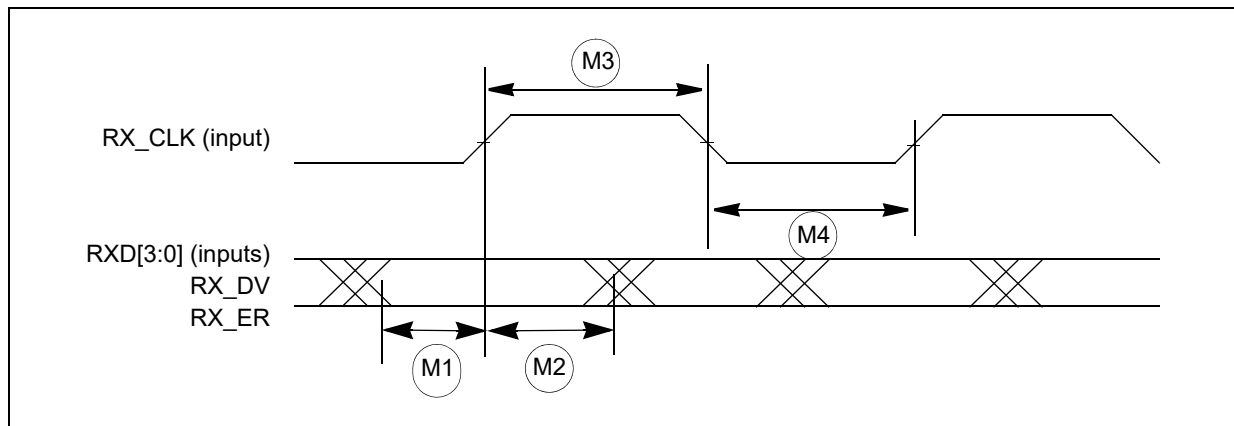 M3
RX_CLK (input)
M4
RXD[3:0] (inputs)
RX_DV
RX_ER
M1
M2